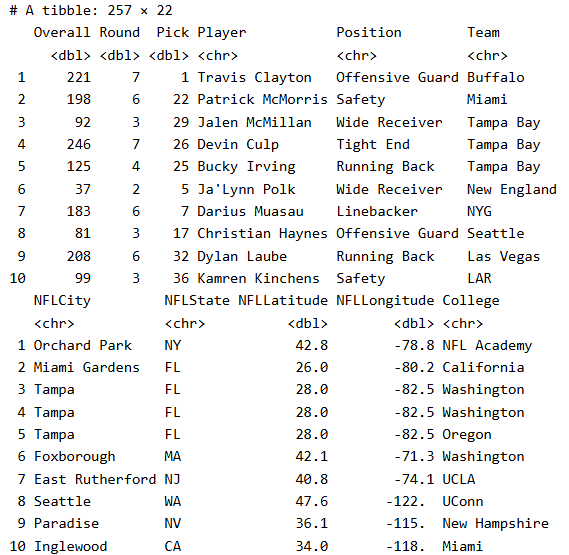 # A tibble: 257 × 22
   Overall Round  Pick Player           Position        Team
     <dbl> <dbl> <dbl> <chr>            <chr>           <chr>
 1     221     7     1 Travis Clayton   Offensive Guard Buffalo
 2     198     6    22 Patrick McMorris Safety          Miami
 3      92     3    29 Jalen McMillan   Wide Receiver   Tampa Bay
 4     246     7    26 Devin Culp       Tight End       Tampa Bay
 5     125     4    25 Bucky Irving     Running Back    Tampa Bay
 6      37     2     5 Ja'Lynn Polk     Wide Receiver   New England
 7     183     6     7 Darius Muasau    Linebacker      NYG
 8      81     3    17 Christian Haynes Offensive Guard Seattle
 9     208     6    32 Dylan Laube      Running Back    Las Vegas
10      99     3    36 Kamren Kinchens  Safety          LAR
   NFLCity         NFLState NFLLatitude NFLLongitude College
   <chr>           <chr>          <dbl>        <dbl> <chr>
 1 Orchard Park    NY              42.8        -78.8 NFL Academy
 2 Miami Gardens   FL              26.0        -80.2 California
 3 Tampa           FL              28.0        -82.5 Washington
 4 Tampa           FL              28.0        -82.5 Washington
 5 Tampa           FL              28.0        -82.5 Oregon
 6 Foxborough      MA              42.1        -71.3 Washington
 7 East Rutherford NJ              40.8        -74.1 UCLA
 8 Seattle         WA              47.6       -122.  UConn
 9 Paradise        NV              36.1       -115.  New Hampshire
10 Inglewood       CA              34.0       -118.  Miami